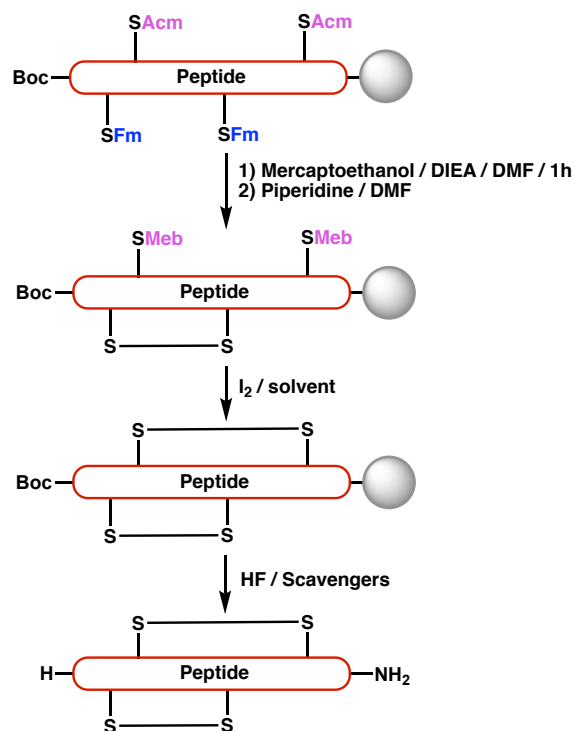 SAcm SAcm
Boc Peptide
SFm SFm
1) Mercaptoethanol / DIEA / DMF / 1h
2) Piperidine / DMF
SMeb SMeb
Boc Peptide
S S
I2 / solvent
S S
Boc Peptide
S S
HF / Scavengers
S S
H Peptide NH2
S S